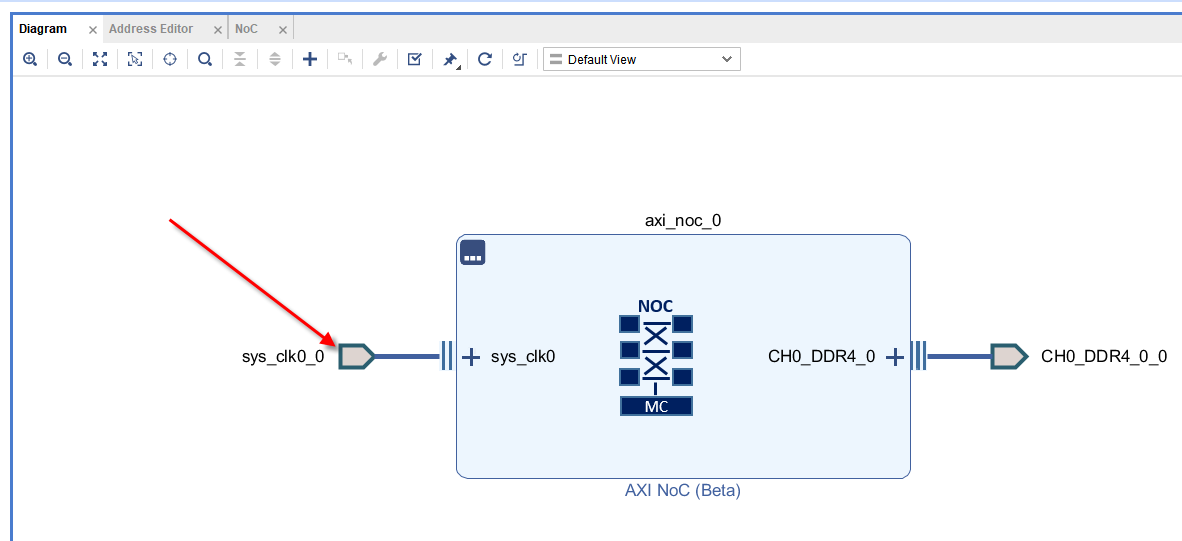 Diagram
Address Editor
NoC
Default View
axi_noc_0
NOC
sys_clk0_0
sys_clk0
CH0_DDR4_0
CH0_DDR4_0_0
MC
AXI NoC (Beta)